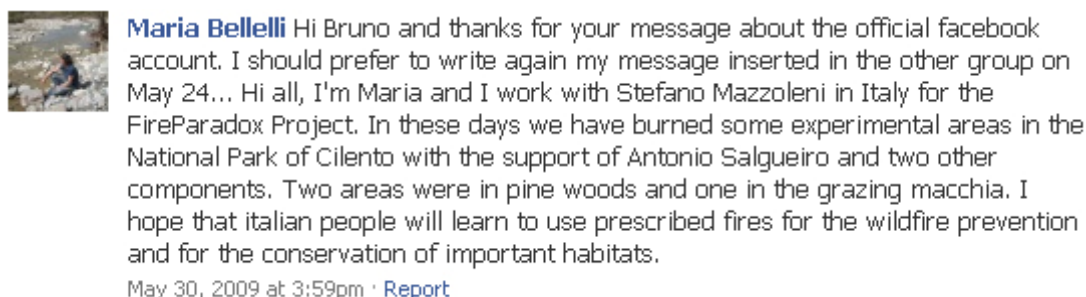 Maria Bellelli Hi Bruno and thanks for your message about the official facebook
account. I should prefer to write again my message inserted in the other group on
May 24... Hi all, I'm Maria and I work with Stefano Mazzoleni in Italy for the
FireParadox Project. In these days we have burned some experimental areas in the
National Park of Cilento with the support of Antonio Salgueiro and two other
components. Two areas were in pine woods and one in the grazing macchia. I
hope that italian people will learn to use prescribed fires for the wildfire prevention
and for the conservation of important habitats.
May 30, 2009 at 3:59pm · Report